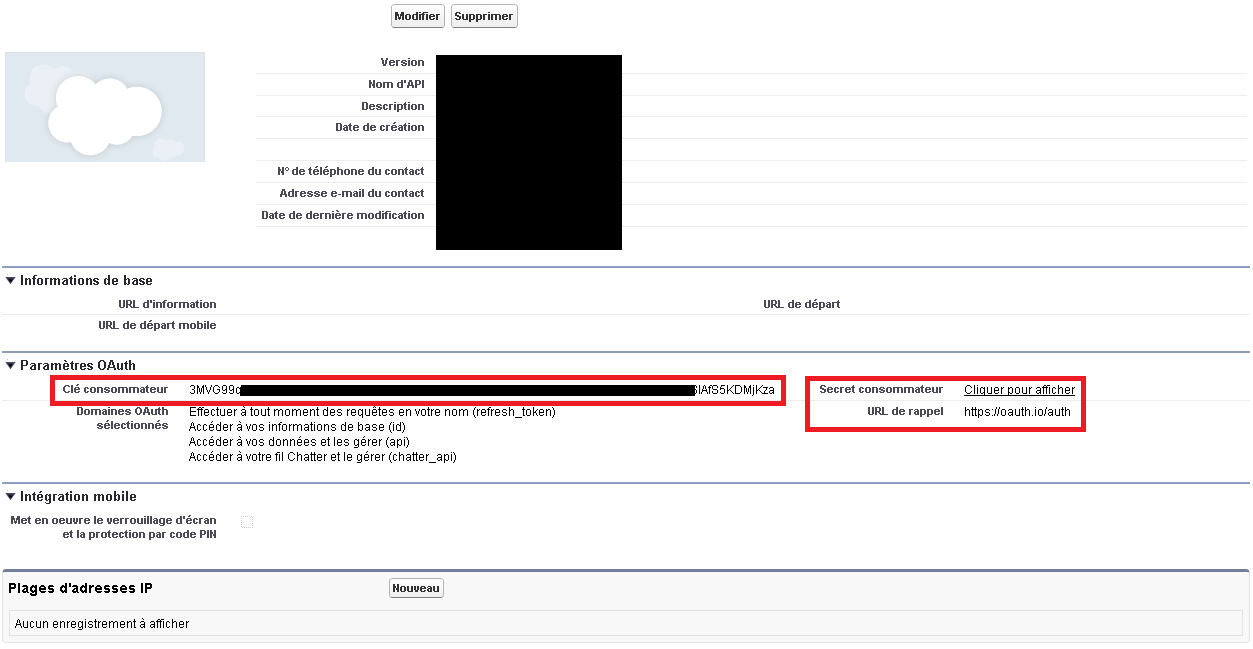 Modifier Supprimer
Version
Nom d'API
Description
Date de création
N° de téléphone du contact
Adresse e-mail du contact
Date de dernière modification
Informations de base
URL d'information URL de départ
URL de départ mobile
Paramètres OAuth
Clé consommateur 3MVG99 AfS5KDMjKza Secret consommateur Cliquer pour afficher
Domaines OAuth Effectuer à tout moment des requêtes en votre nom (refresh_token) URL de rappel https://oauth.io/auth
sélectionnés Accéder à vos informations de base (id)
Accéder à vos données et les gérer (api)
Accéder à votre fil Chatter et le gérer (chatter_api)
Intégration mobile
Met en oeuvre le verrouillage d'écran
et la protection par code PIN
Plages d'adresses IP Nouveau
Aucun enregistrement à afficher